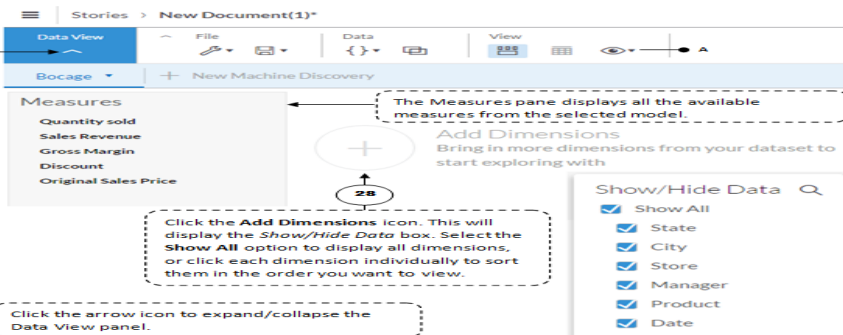 Stories > New Document(1)*
Data View
File
Data
View
A
Bocage
+ New Machine Discovery
Measures
Quantity sold
Sales Revenue
Gross Margin
Discount
Original Sales Price
The Measures pane displays all the available
measures from the selected model.
Add Dimensions
Bring in more dimensions from your dataset to
start exploring with
28
Click the Add Dimensions icon. This will
display the Show/Hide Data box. Select the
Show All option to display all dimensions,
or click each dimension individually to sort
them in the order you want to view.
Show/Hide Data
Show All
State
City
Store
Manager
Product
Date
Click the arrow icon to expand/collapse the
Data View panel.